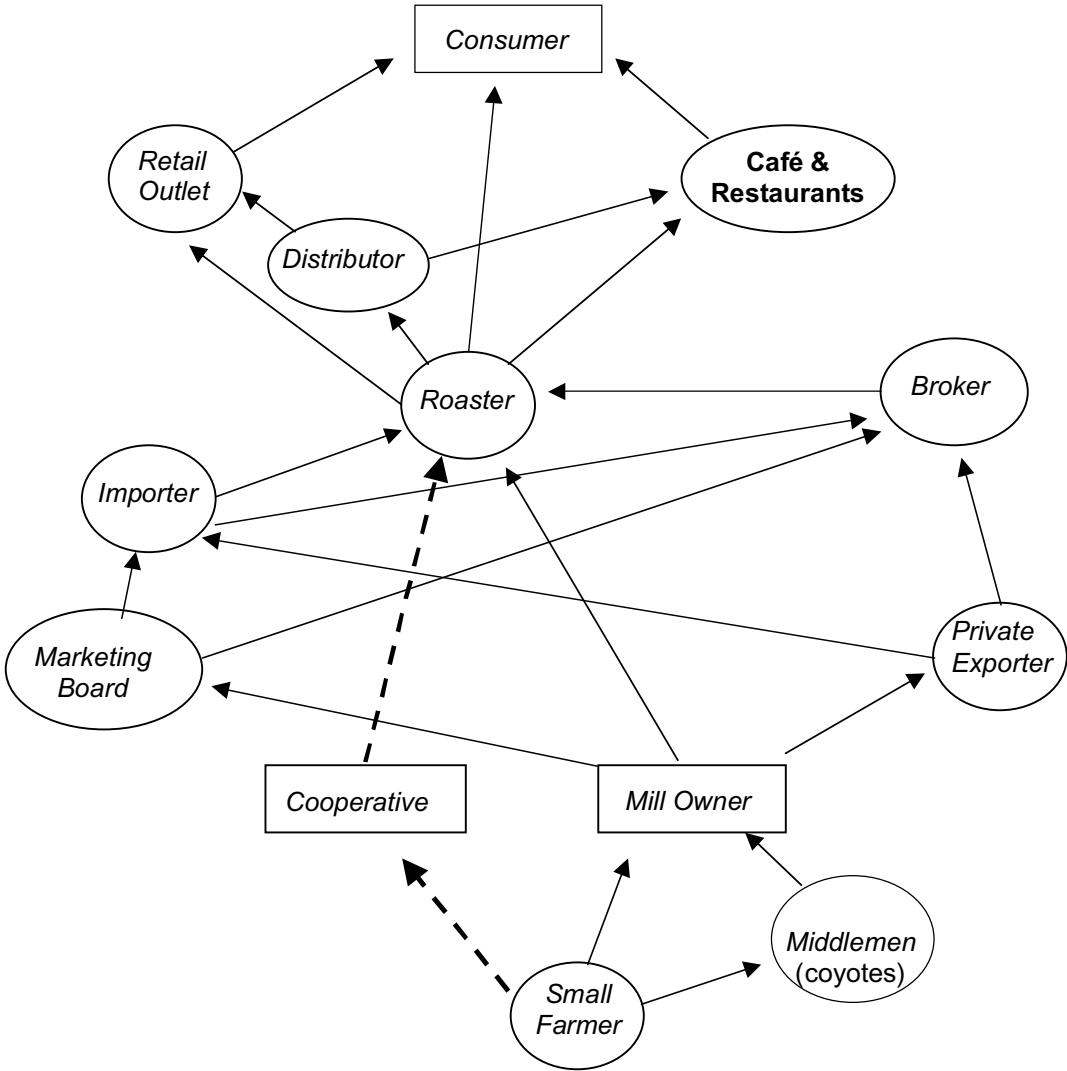 Consumer
Retail
Outlet
Café &
Restaurants
Distributor
Roaster
Broker
Importer
Marketing
Board
Private
Exporter
Cooperative
Mill Owner
Middlemen
(coyotes)
Small
Farmer